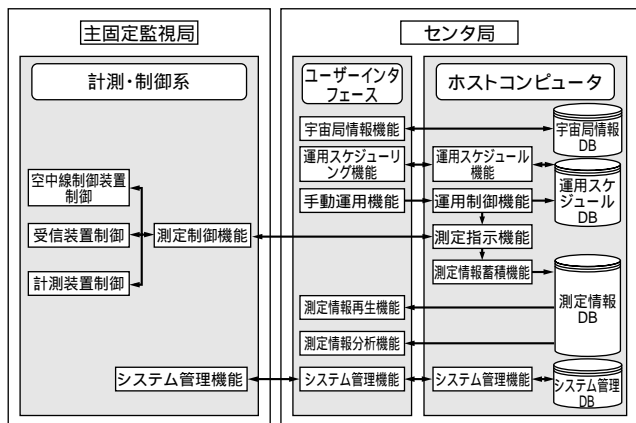 主固定監視局
計測・制御系
空中線制御装置
制御
受信装置制御
計測装置制御
測定制御機能
システム管理機能
センタ局
ユーザーインタ
フェース
宇宙局情報機能
運用スケジューリ
ング機能
手動運用機能
測定情報再生機能
測定情報分析機能
システム管理機能
ホストコンピュータ
運用スケジュール
機能
運用制御機能
測定指示機能
測定情報蓄積機能
システム管理機能
宇宙局情報
DB
運用スケ
ジュール
DB
測定情報
DB
システム管理
DB